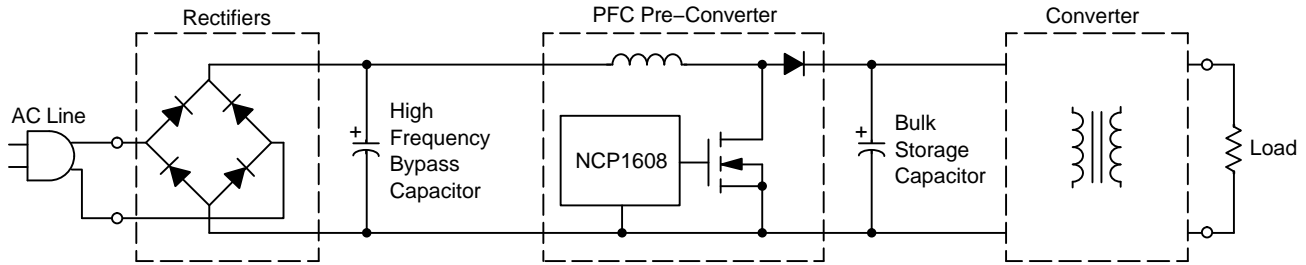 Rectifiers
PFC Pre−Converter
Converter
AC Line
+
High
Frequency
Bypass
Capacitor
NCP1608
+
Bulk
Storage
Capacitor
Load